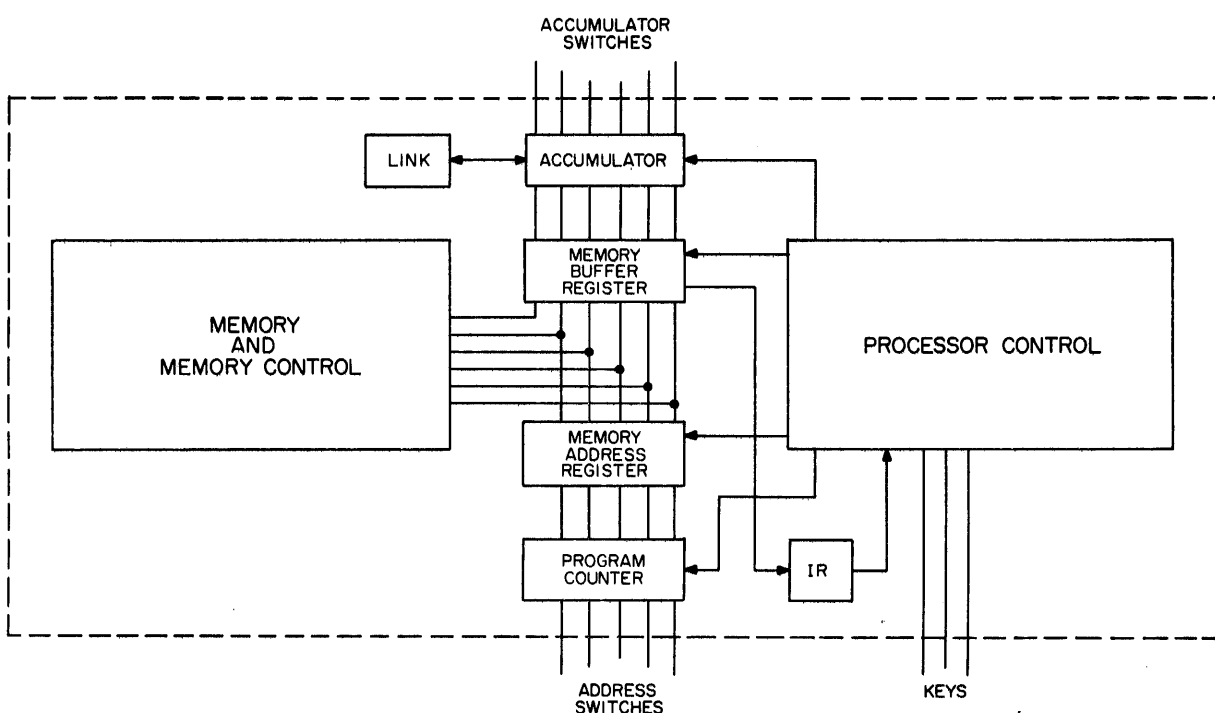 ACCUMULATOR
SWITCHES
LINK
ACCUMULATOR
MEMORY
BUFFER
REGISTER
MEMORY
AND
MEMORY CONTROL
PROCESSOR CONTROL
MEMORY
ADDRESS
REGISTER
PROGRAM
COUNTER
IR
ADDRESS
SWITCHES
KEYS